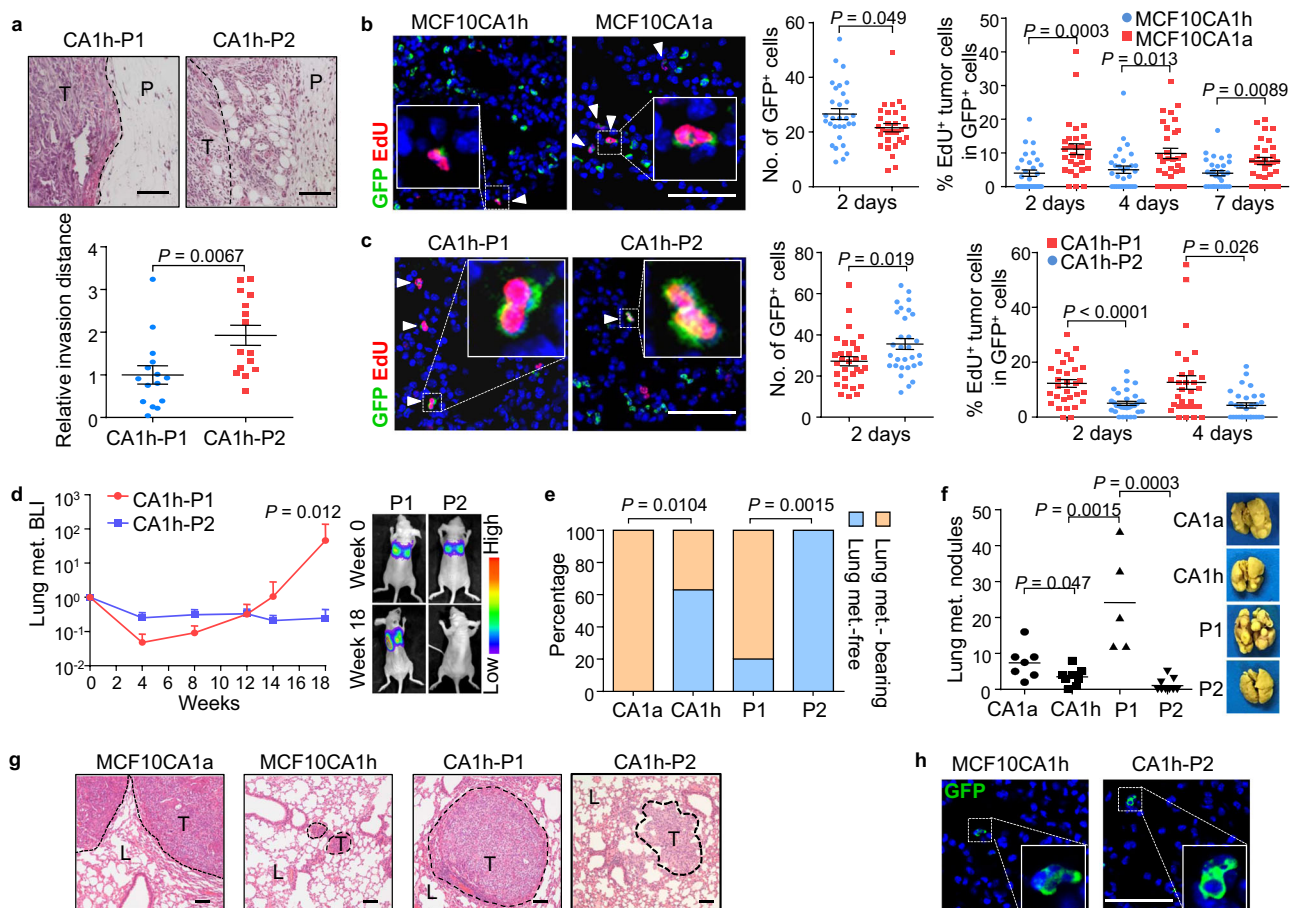 a
CA1h-P1
CA1h-P2
T
P
T
P
Relative invasion distance
4
3
2
1
0
P = 0.0067
CA1h-P1
CA1h-P2
b
MCF10CA1h
MCF10CA1a
GFP EdU
No. of GFP+ cells
60
40
20
0
P = 0.049
2 days
% EdU+ tumor cells
in GFP+ cells
50
40
30
20
10
0
MCF10CA1h
MCF10CA1a
P = 0.0003
P = 0.013
P = 0.0089
2 days
4 days
7 days
c
CA1h-P1
CA1h-P2
GFP EdU
No. of GFP+ cells
80
60
40
20
0
P = 0.019
2 days
% EdU+ tumor cells
in GFP+ cells
60
40
20
0
CA1h-P1
CA1h-P2
P = 0.026
P < 0.0001
2 days
4 days
d
Lung met. BLI
10³
10²
10¹
10⁰
10⁻¹
10⁻²
CA1h-P1
CA1h-P2
P = 0.012
0 2 4 6 8 10 12 14 16 18
Weeks
P1
P2
Week 0
Week 18
High
Low
e
P = 0.0104
P = 0.0015
Percentage
100
80
60
40
20
0
CA1a
CA1h
P1
P2
Lung met.-free
Lung met.- bearing
f
P = 0.0003
P = 0.0015
P = 0.047
Lung met. nodules
50
40
30
20
10
0
CA1a
CA1h
P1
P2
CA1a
CA1h
P1
P2
g
MCF10CA1a
MCF10CA1h
CA1h-P1
CA1h-P2
T
L
T
L
T
L
L
T
h
MCF10CA1h
CA1h-P2
GFP